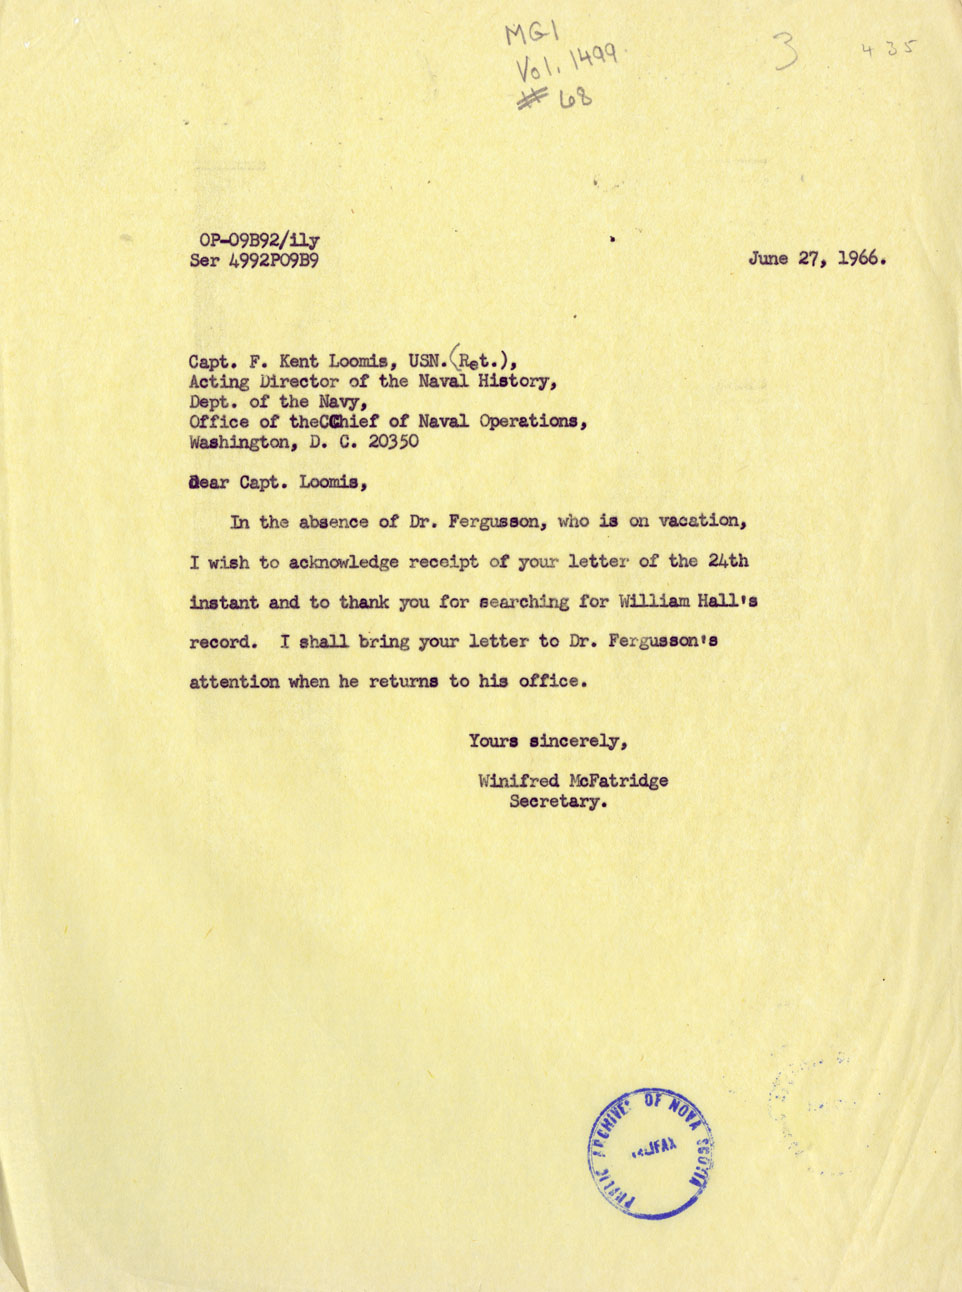 MG1
Vol. 1499
# 68
3
435
OP-09B92/ily
Ser 4992P09B9
June 27, 1966.
Capt. F. Kent Loomis, USN.(Ret.),
Acting Director of the Naval History,
Dept. of the Navy,
Office of theCChief of Naval Operations,
Washington, D. C. 20350
Dear Capt. Loomis,
In the absence of Dr. Fergusson, who is on vacation,
I wish to acknowledge receipt of your letter of the 24th
instant and to thank you for searching for William Hall's
record. I shall bring your letter to Dr. Fergusson's
attention when he returns to his office.
Yours sincerely,
Winifred McFatridge
Secretary.
PUBLIC ARCHIVES OF NOVA SCOTIA
HALIFAX